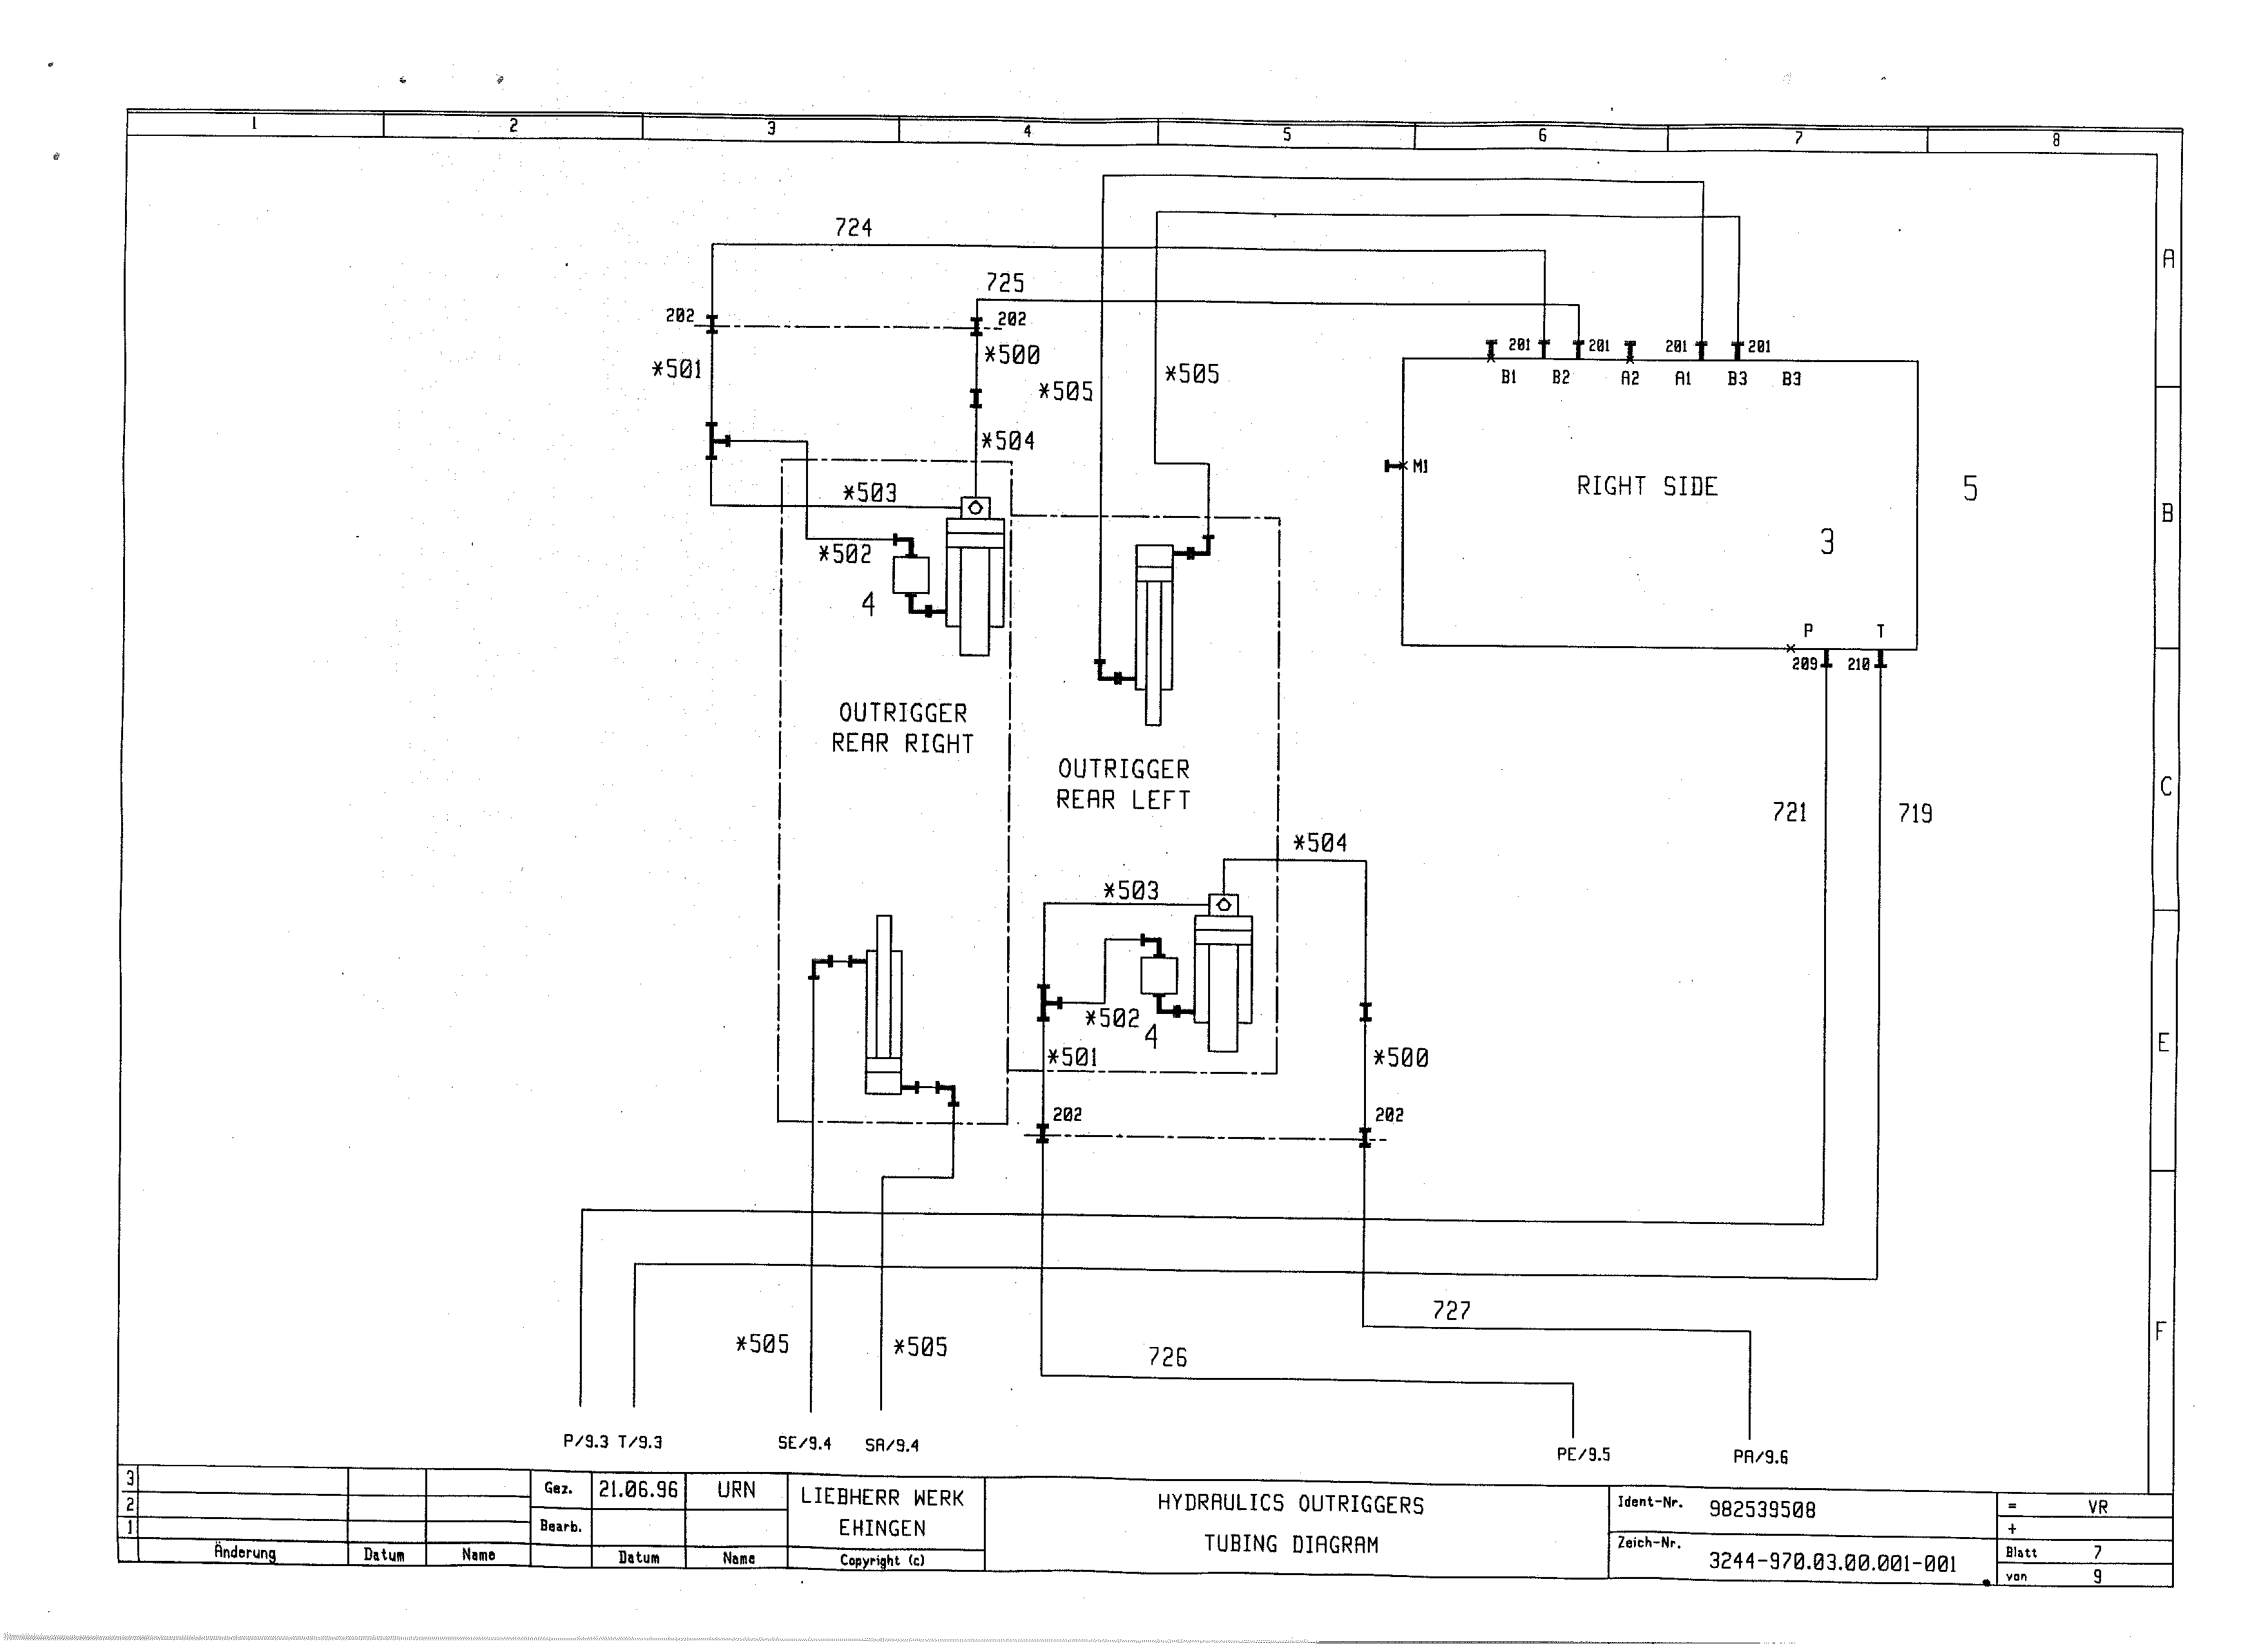 1 2 3 4 5 6 7 8
A
B
C
E
F
724
725
202
202
*501
*500
*505
*505
*504
*503
*502
4
201 201 201 201
B1 B2 A2 A1 B3 B3
M1
RIGHT SIDE
5
3
P T
209 210
OUTRIGGER
REAR RIGHT
OUTRIGGER
REAR LEFT
721 719
*504
*503
*502
4
*501
*500
202
202
727
726
*505 *505
P/9.3 T/9.3 SE/9.4 SA/9.4 PE/9.5 PA/9.6
3
2
1
Änderung Datum Name
Gez. 21.06.96 URN
Bearb.
Datum Name
LIEBHERR WERK
EHINGEN
Copyright (c)
HYDRAULICS OUTRIGGERS
TUBING DIAGRAM
Ident-Nr. 982539508
Zeich-Nr. 3244-970.03.00.001-001
= VR
+
Blatt 7
von 9